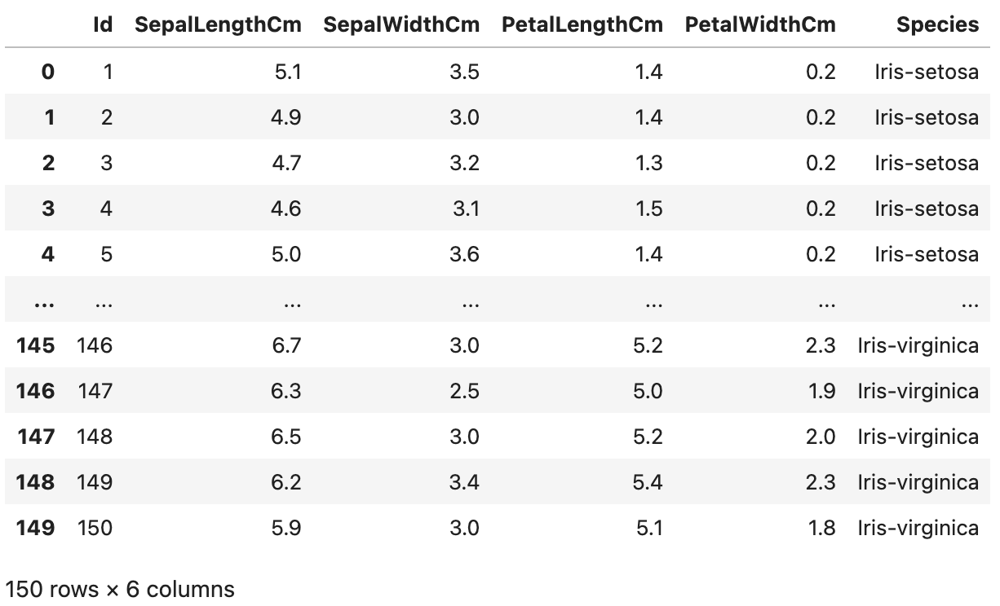 Id SepalLengthCm SepalWidthCm PetalLengthCm PetalWidthCm Species
0 1 5.1 3.5 1.4 0.2 Iris-setosa
1 2 4.9 3.0 1.4 0.2 Iris-setosa
2 3 4.7 3.2 1.3 0.2 Iris-setosa
3 4 4.6 3.1 1.5 0.2 Iris-setosa
4 5 5.0 3.6 1.4 0.2 Iris-setosa
... ... ... ... ... ... ...
145 146 6.7 3.0 5.2 2.3 Iris-virginica
146 147 6.3 2.5 5.0 1.9 Iris-virginica
147 148 6.5 3.0 5.2 2.0 Iris-virginica
148 149 6.2 3.4 5.4 2.3 Iris-virginica
149 150 5.9 3.0 5.1 1.8 Iris-virginica
150 rows × 6 columns